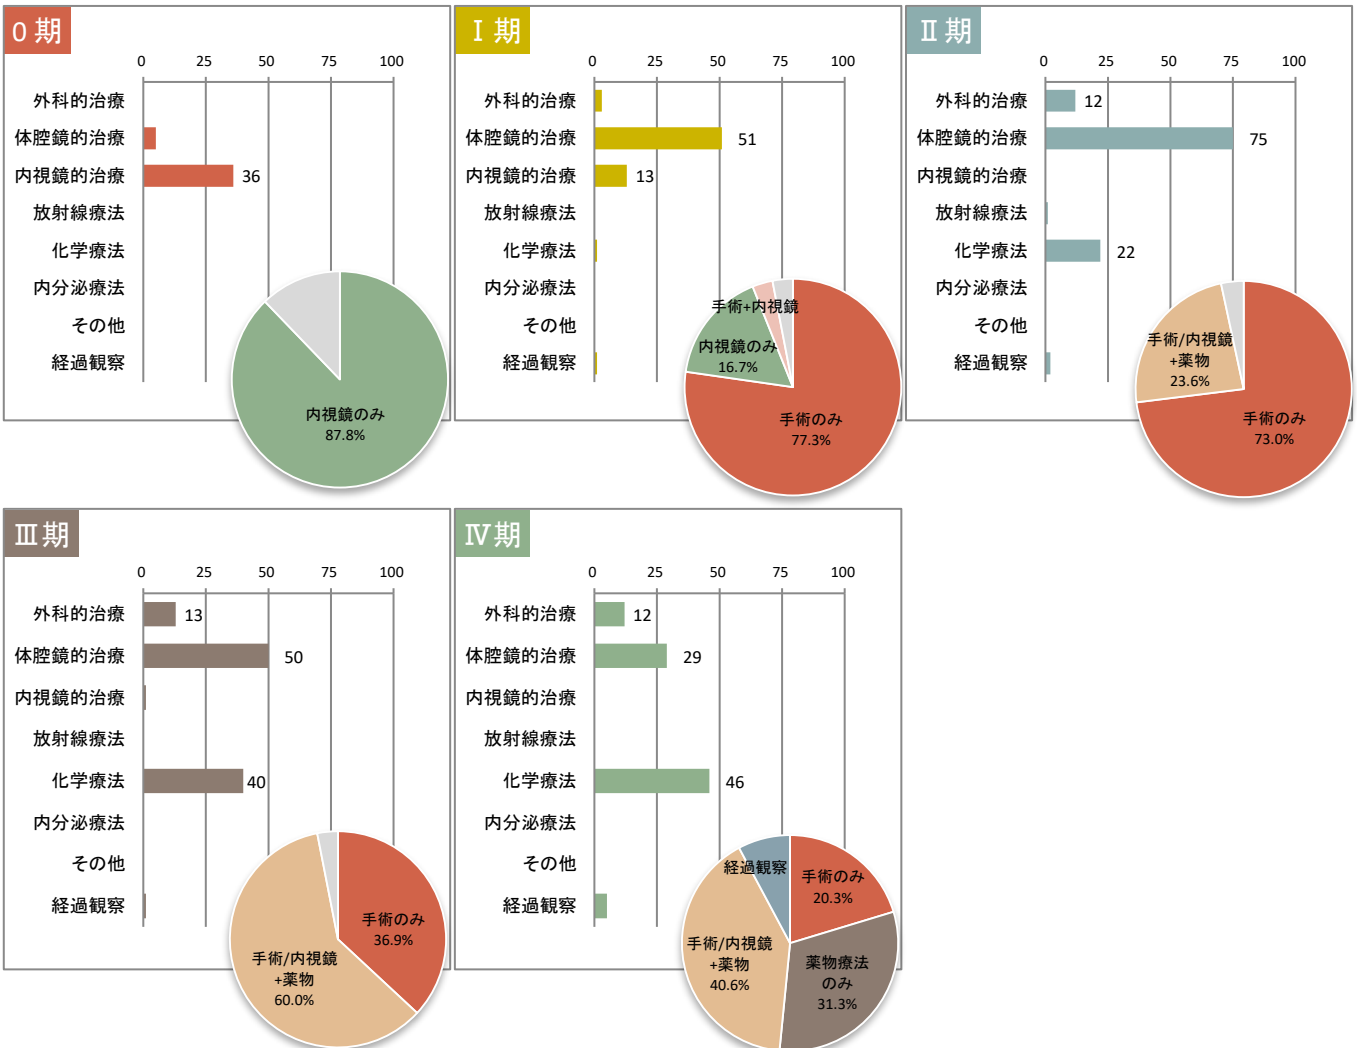 0期
0 25 50 75 100
外科的治療
体腔鏡的治療
内視鏡的治療 36
放射線療法
化学療法
内分泌療法
その他
経過観察
内視鏡のみ
87.8%
Ⅰ期
0 25 50 75 100
外科的治療
体腔鏡的治療 51
内視鏡的治療 13
放射線療法
化学療法
内分泌療法
その他
経過観察
手術+内視鏡
内視鏡のみ
16.7%
手術のみ
77.3%
Ⅱ期
0 25 50 75 100
外科的治療 12
体腔鏡的治療 75
内視鏡的治療
放射線療法
化学療法 22
内分泌療法
その他
経過観察
手術/内視鏡
+薬物
23.6%
手術のみ
73.0%
Ⅲ期
0 25 50 75 100
外科的治療 13
体腔鏡的治療 50
内視鏡的治療
放射線療法
化学療法 40
内分泌療法
その他
経過観察
手術のみ
36.9%
手術/内視鏡
+薬物
60.0%
Ⅳ期
0 25 50 75 100
外科的治療 12
体腔鏡的治療 29
内視鏡的治療
放射線療法
化学療法 46
内分泌療法
その他
経過観察
経過観察
手術のみ
20.3%
手術/内視鏡
+薬物
40.6%
薬物療法
のみ
31.3%